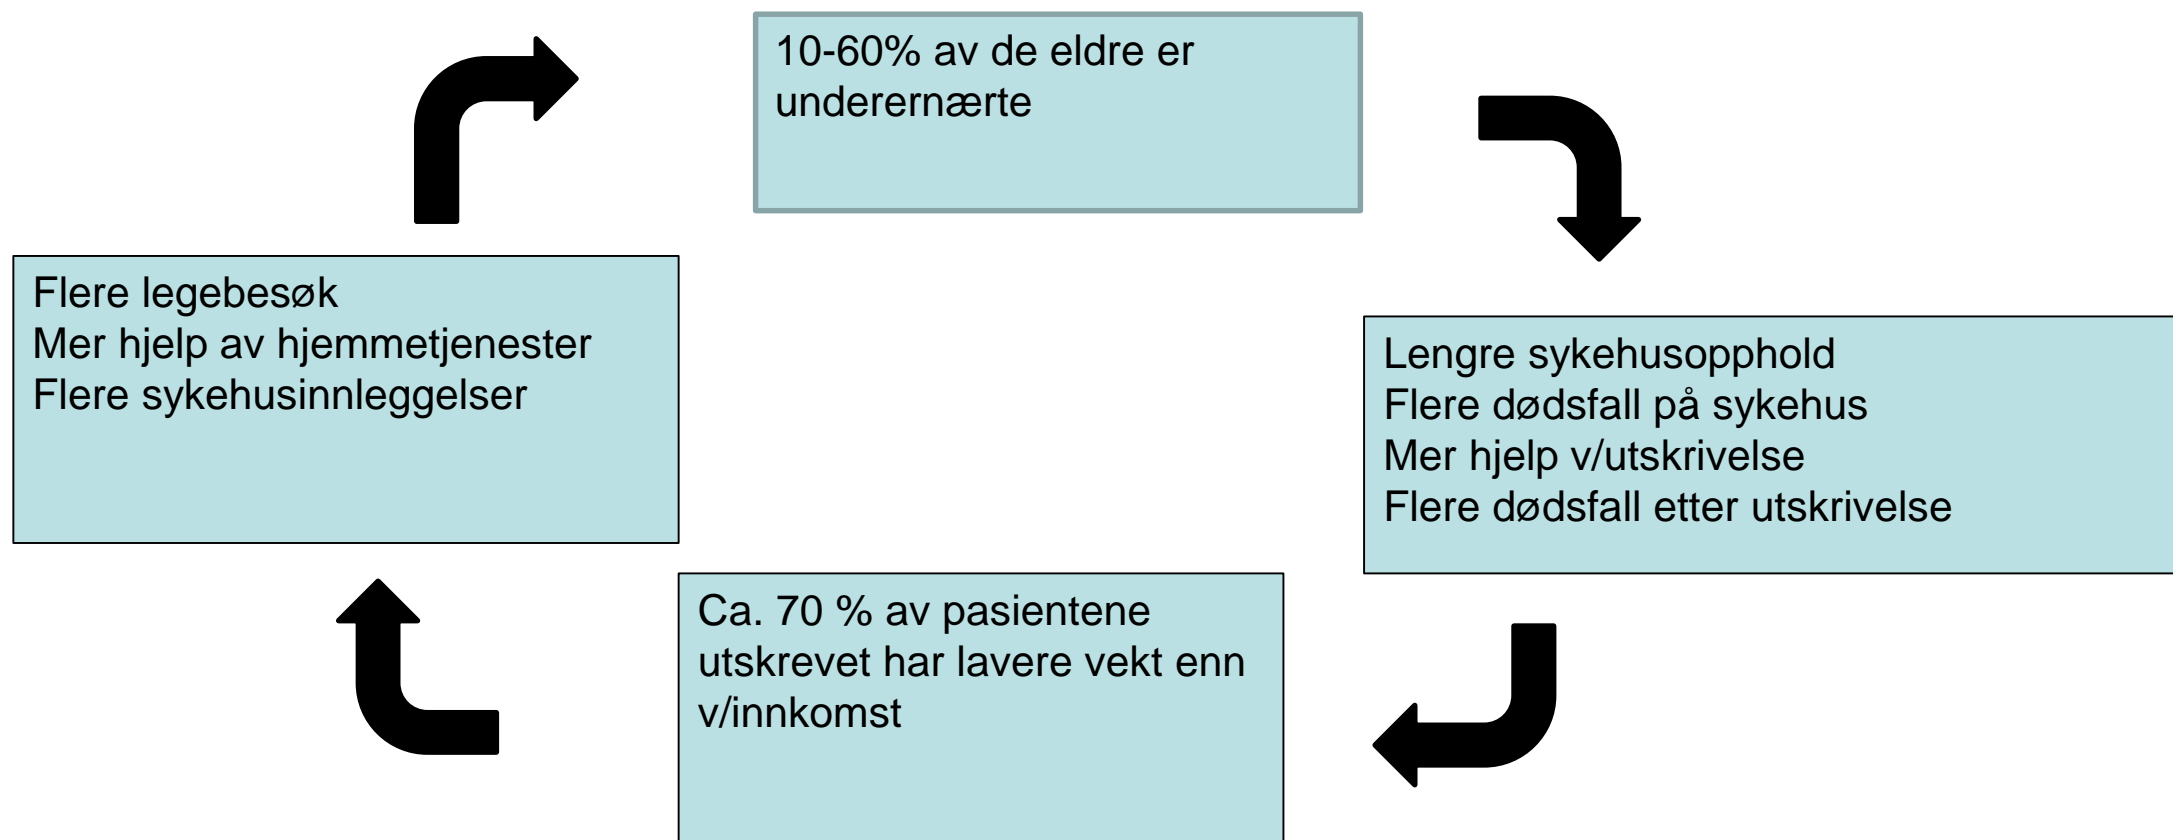 10-60% av de eldre er
underernærte
Flere legebesøk
Mer hjelp av hjemmetjenester
Flere sykehusinnleggelser
Lengre sykehusopphold
Flere dødsfall på sykehus
Mer hjelp v/utskrivelse
Flere dødsfall etter utskrivelse
Ca. 70 % av pasientene
utskrevet har lavere vekt enn
v/innkomst